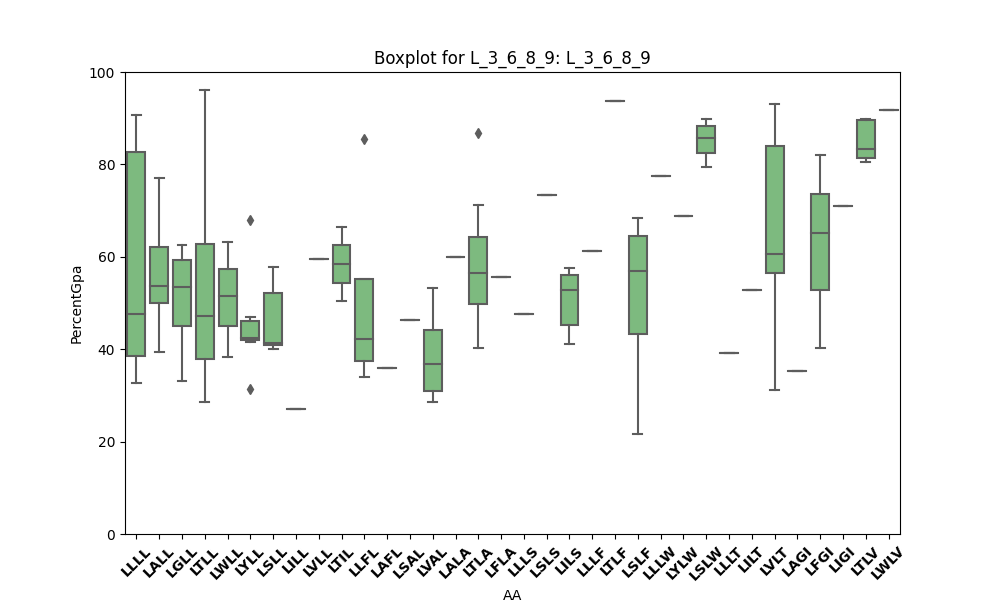 Boxplot for L_3_6_8_9: L_3_6_8_9
100
80
60
40
20
0
PercentGpa
LLLL LALL LGLL LTLL LWLL LYLL LSLL LILL LVLL LTIL LLFL LAFL LSAL LVAL LALA LTLA LFLA LLLS LSLS LILS LLLF LTLF LSLF LLLW LYLW LSLW LLLT LILT LVLT LAGI LFGI LIGI LTLV LWLV
AA